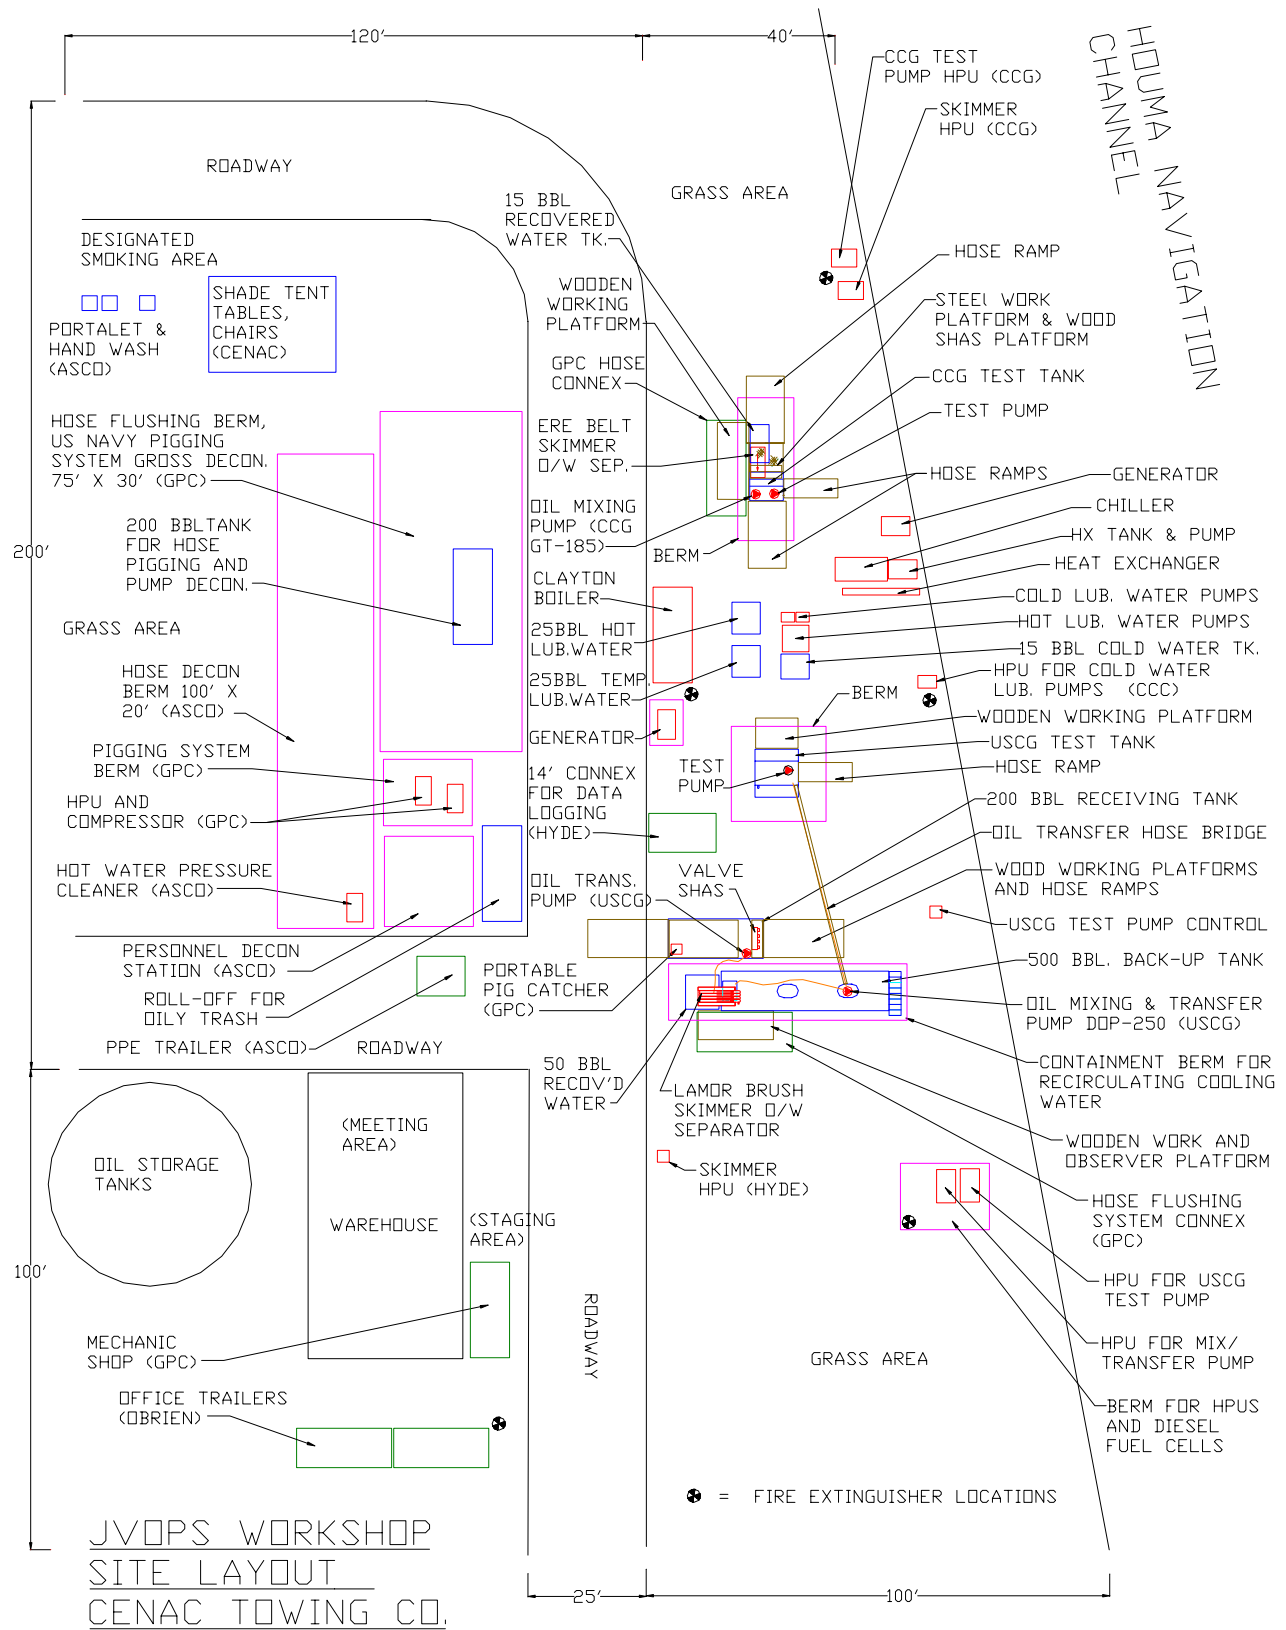 120'
40'
HOUMA NAVIGATION
CHANNEL
CCG TEST
PUMP HPU (CCG)
SKIMMER
HPU (CCG)
ROADWAY
GRASS AREA
15 BBL
RECOVERED
WATER TK.
DESIGNATED
SMOKING AREA
HOSE RAMP
WOODEN
WORKING
PLATFORM
SHADE TENT
TABLES,
CHAIRS
(CENAC)
STEEL WORK
PLATFORM & WOOD
SHAS PLATFORM
PORTALET &
HAND WASH
(ASCO)
GPC HOSE
CONNEX
CCG TEST TANK
TEST PUMP
HOSE FLUSHING BERM,
US NAVY PIGGING
SYSTEM GROSS DECON.
75' X 30' (GPC)
ERE BELT
SKIMMER
O/W SEP.
HOSE RAMPS
GENERATOR
CHILLER
OIL MIXING
PUMP (CCG
GT-185)
200 BBLTANK
FOR HOSE
PIGGING AND
PUMP DECON.
200'
BERM
HX TANK & PUMP
HEAT EXCHANGER
CLAYTON
BOILER
COLD LUB. WATER PUMPS
HOT LUB. WATER PUMPS
GRASS AREA
25BBL HOT
LUB.WATER
15 BBL COLD WATER TK.
HPU FOR COLD WATER
LUB. PUMPS (CCC)
HOSE DECON
BERM 100' X
20' (ASCO)
25BBL TEMP.
LUB.WATER
BERM
WOODEN WORKING PLATFORM
GENERATOR
USCG TEST TANK
PIGGING SYSTEM
BERM (GPC)
TEST
PUMP
HOSE RAMP
14' CONNEX
FOR DATA
LOGGING
(HYDE)
HPU AND
COMPRESSOR (GPC)
200 BBL RECEIVING TANK
OIL TRANSFER HOSE BRIDGE
HOT WATER PRESSURE
CLEANER (ASCO)
OIL TRANS.
PUMP (USCG)
VALVE
SHAS
WOOD WORKING PLATFORMS
AND HOSE RAMPS
USCG TEST PUMP CONTROL
PERSONNEL DECON
STATION (ASCO)
500 BBL. BACK-UP TANK
PORTABLE
PIG CATCHER
(GPC)
ROLL-OFF FOR
OILY TRASH
OIL MIXING & TRANSFER
PUMP DOP-250 (USCG)
PPE TRAILER (ASCO)
ROADWAY
50 BBL
RECOV'D
WATER
CONTAINMENT BERM FOR
RECIRCULATING COOLING
WATER
LAMOR BRUSH
SKIMMER O/W
SEPARATOR
(MEETING
AREA)
WOODEN WORK AND
OBSERVER PLATFORM
OIL STORAGE
TANKS
SKIMMER
HPU (HYDE)
HOSE FLUSHING
SYSTEM CONNEX
(GPC)
WAREHOUSE
(STAGING
AREA)
100'
HPU FOR USCG
TEST PUMP
ROADWAY
MECHANIC
SHOP (GPC)
GRASS AREA
HPU FOR MIX/
TRANSFER PUMP
OFFICE TRAILERS
(OBRIEN)
BERM FOR HPUS
AND DIESEL
FUEL CELLS
= FIRE EXTINGUISHER LOCATIONS
JVOPS WORKSHOP
SITE LAYOUT
CENAC TOWING CO.
25'
100'